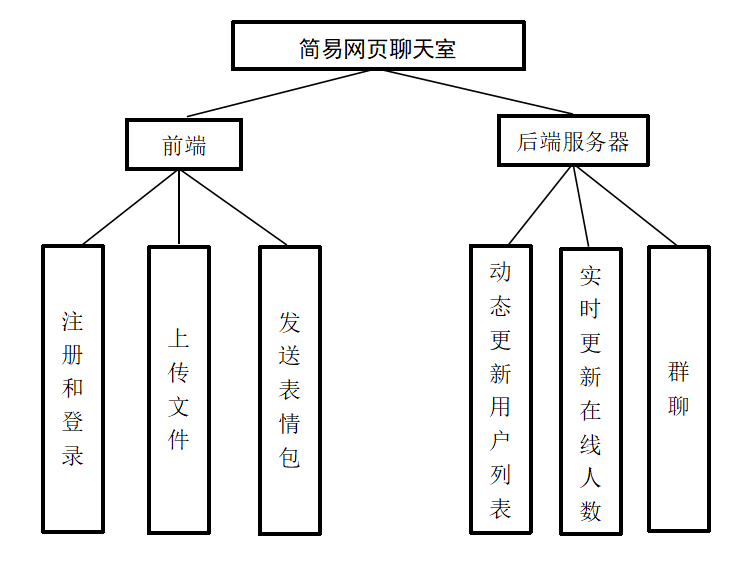 简易网页聊天室
前端
后端服务器
注册和登录
上传文件
发送表情包
动态更新用户列表
实时更新在线人数
群聊